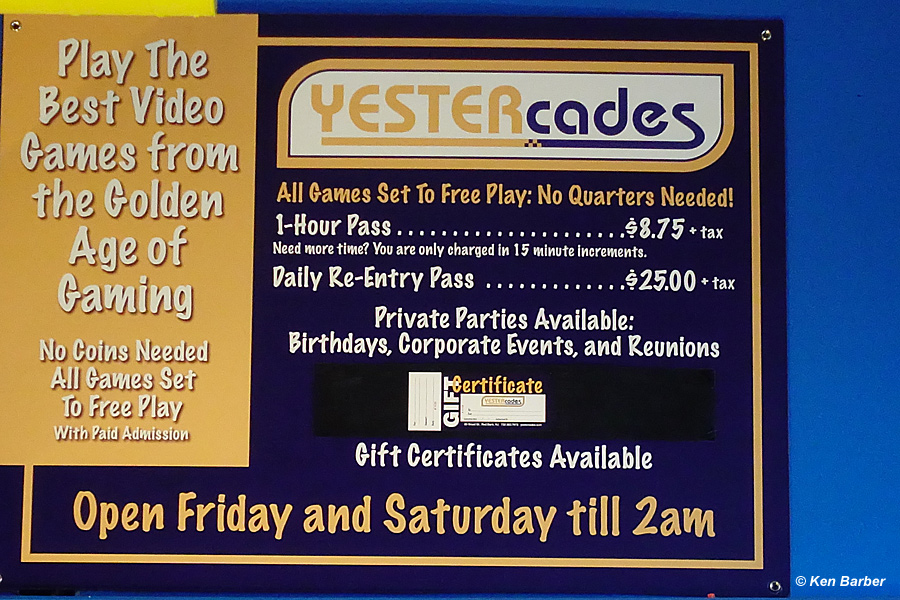 Play The
Best Video
Games from
the Golden
Age of
Gaming
No Coins Needed
All Games Set
To Free Play
With Paid Admission
YESTERcades
All Games Set To Free Play: No Quarters Needed!
1-Hour Pass ......................$8.75 + tax
Need more time? You are only charged in 15 minute increments.
Daily Re-Entry Pass .............$25.00 + tax
Private Parties Available:
Birthdays, Corporate Events, and Reunions
GIFT Certificate
YESTERcades
Gift Certificates Available
Open Friday and Saturday till 2am
© Ken Barber